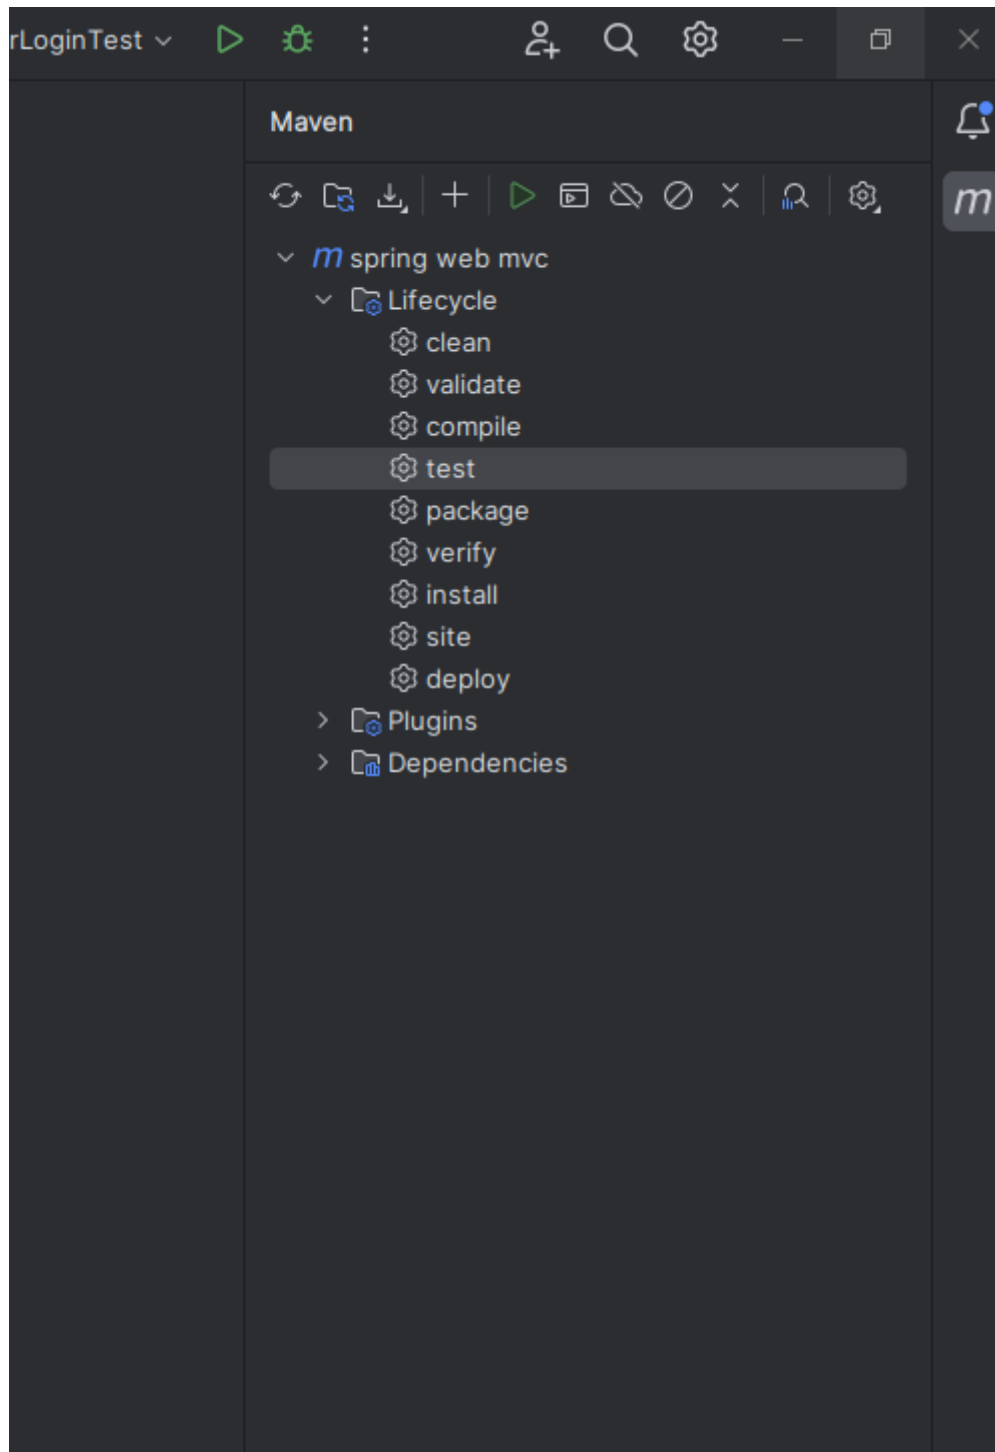 rLoginTest
Maven
m
m spring web mvc
Lifecycle
clean
validate
compile
test
package
verify
install
site
deploy
Plugins
Dependencies